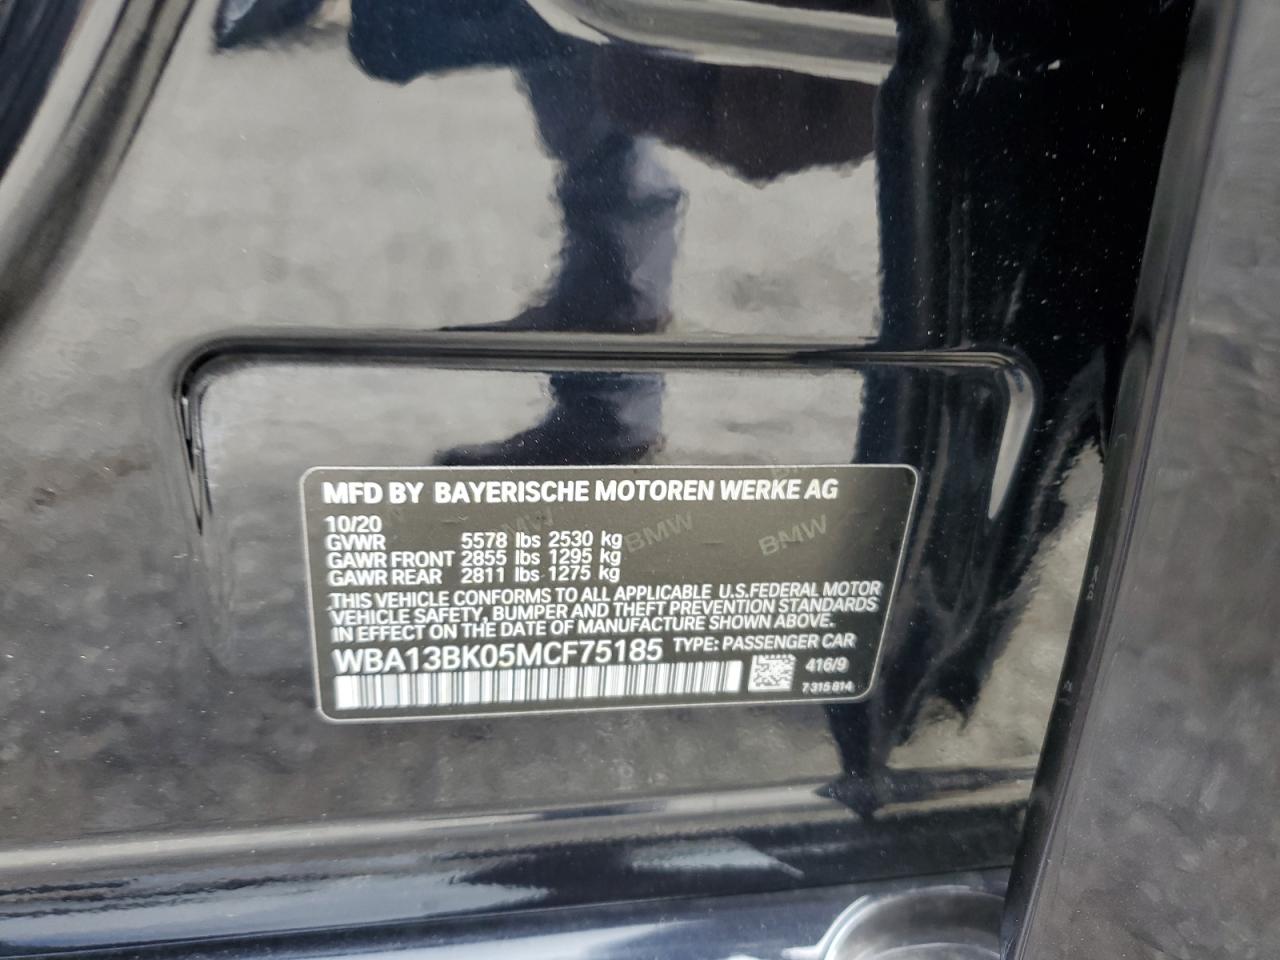 MFD BY BAYERISCHE MOTOREN WERKE AG
10/20
GVWR 5578 lbs 2530 kg
GAWR FRONT 2855 lbs 1295 kg
GAWR REAR 2811 lbs 1275 kg
THIS VEHICLE CONFORMS TO ALL APPLICABLE U.S.FEDERAL MOTOR
VEHICLE SAFETY, BUMPER AND THEFT PREVENTION STANDARDS
IN EFFECT ON THE DATE OF MANUFACTURE SHOWN ABOVE.
WBA13BK05MCF75185 TYPE: PASSENGER CAR
416/9
7 315 814
BMW BMW BMW